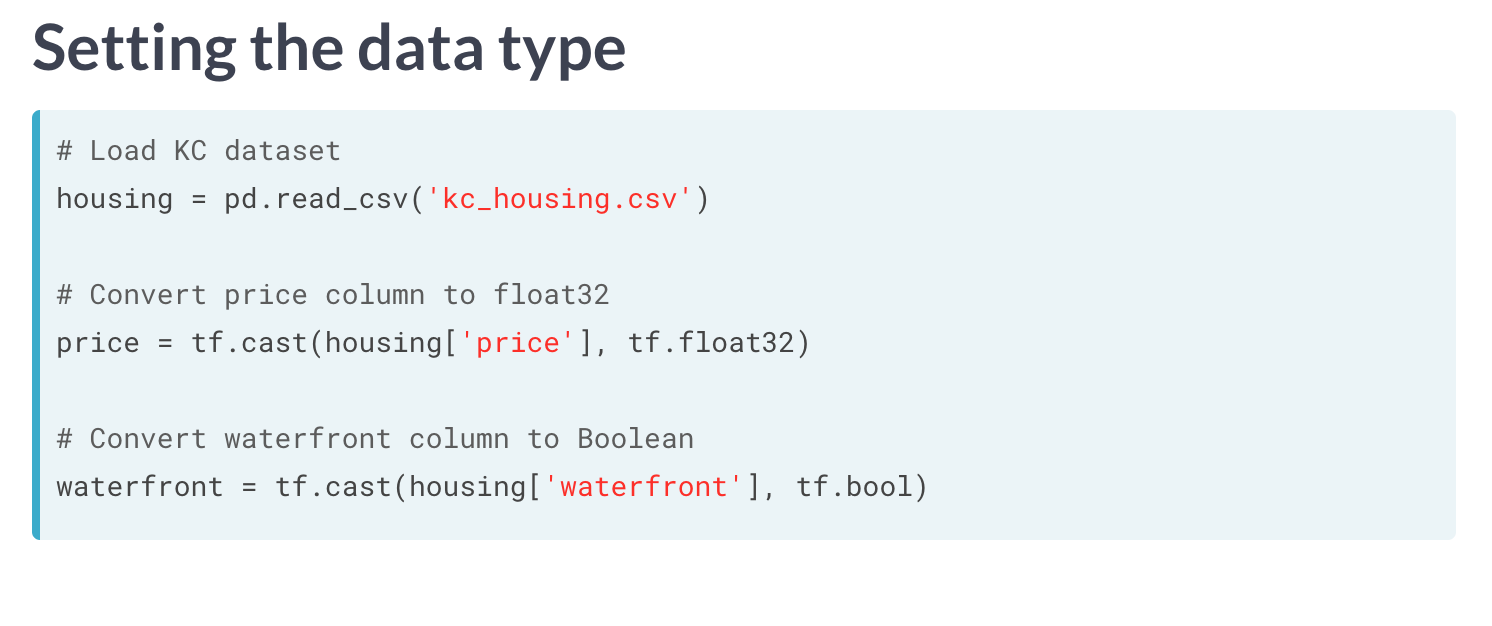 Setting the data type
# Load KC dataset
housing = pd.read_csv('kc_housing.csv')
# Convert price column to float32
price = tf.cast(housing['price'], tf.float32)
# Convert waterfront column to Boolean
waterfront = tf.cast(housing['waterfront'], tf.bool)